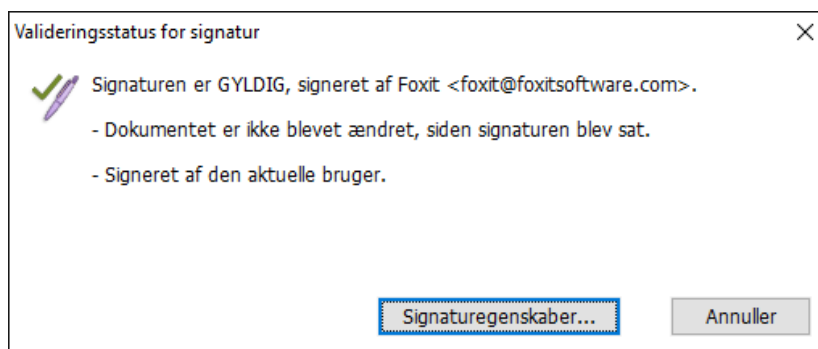 Valideringsstatus for signatur
Signaturen er GYLDIG, signeret af Foxit <foxit@foxitsoftware.com>.
- Dokumentet er ikke blevet ændret, siden signaturen blev sat.
- Signeret af den aktuelle bruger.
Signaturegenskaber... Annuller